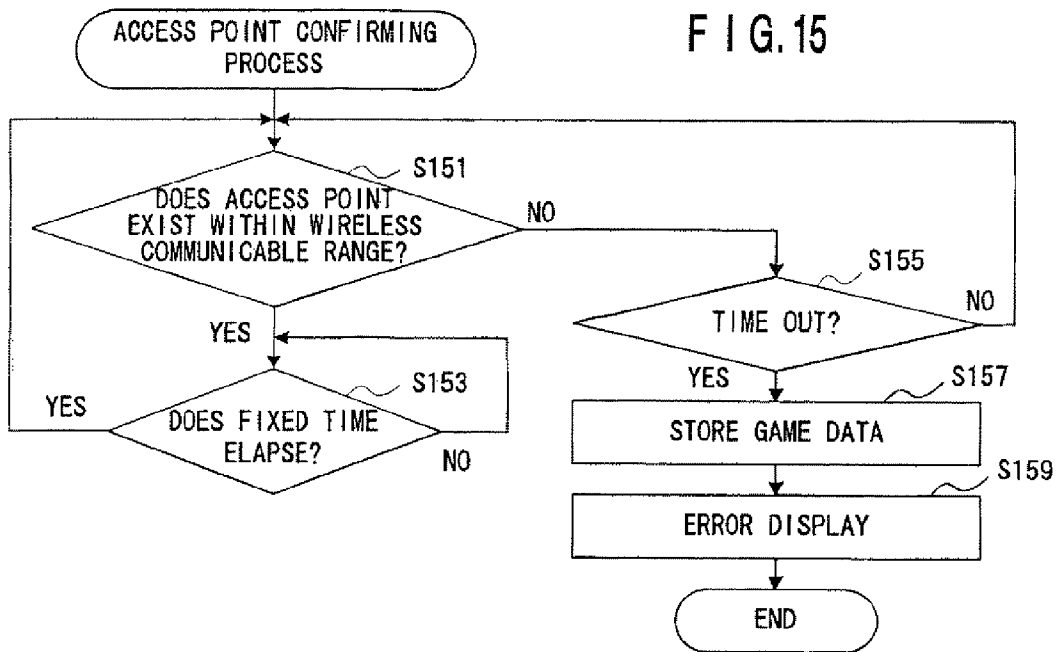 ACCESS POINT CONFIRMING
PROCESS
FIG.15
S151
DOES ACCESS POINT
EXIST WITHIN WIRELESS
COMMUNICABLE RANGE?
NO
YES
S155
TIME OUT?
NO
YES
S153
DOES FIXED TIME
ELAPSE?
YES
NO
S157
STORE GAME DATA
S159
ERROR DISPLAY
END